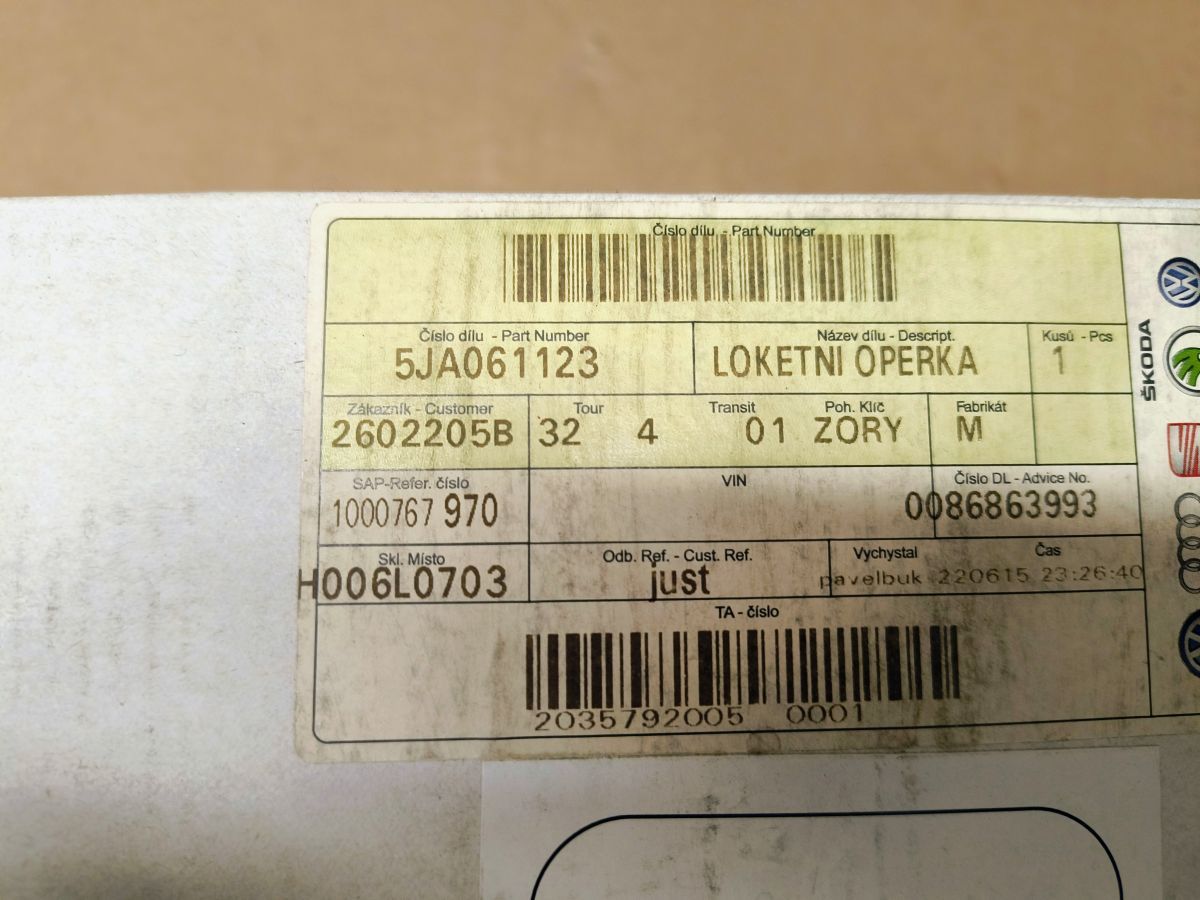 Číslo dílu - Part Number
Číslo dílu - Part Number
5JA061123
Název dílu - Descript.
LOKETNI OPERKA
Kusů - Pcs
1
Zákazník - Customer
2602205B
Tour Transit Poh. Klíč
32 4 01 ZORY
Fabrikát
M
SAP-Refer. číslo
1000767 970
VIN
Číslo DL - Advice No.
0086863993
Skl. Místo
H006L0703
Odb. Ref. - Cust. Ref.
just
Vychystal Čas
pavelbuk 220615 23:26:40
TA - číslo
2035792005 0001
ŠKODA